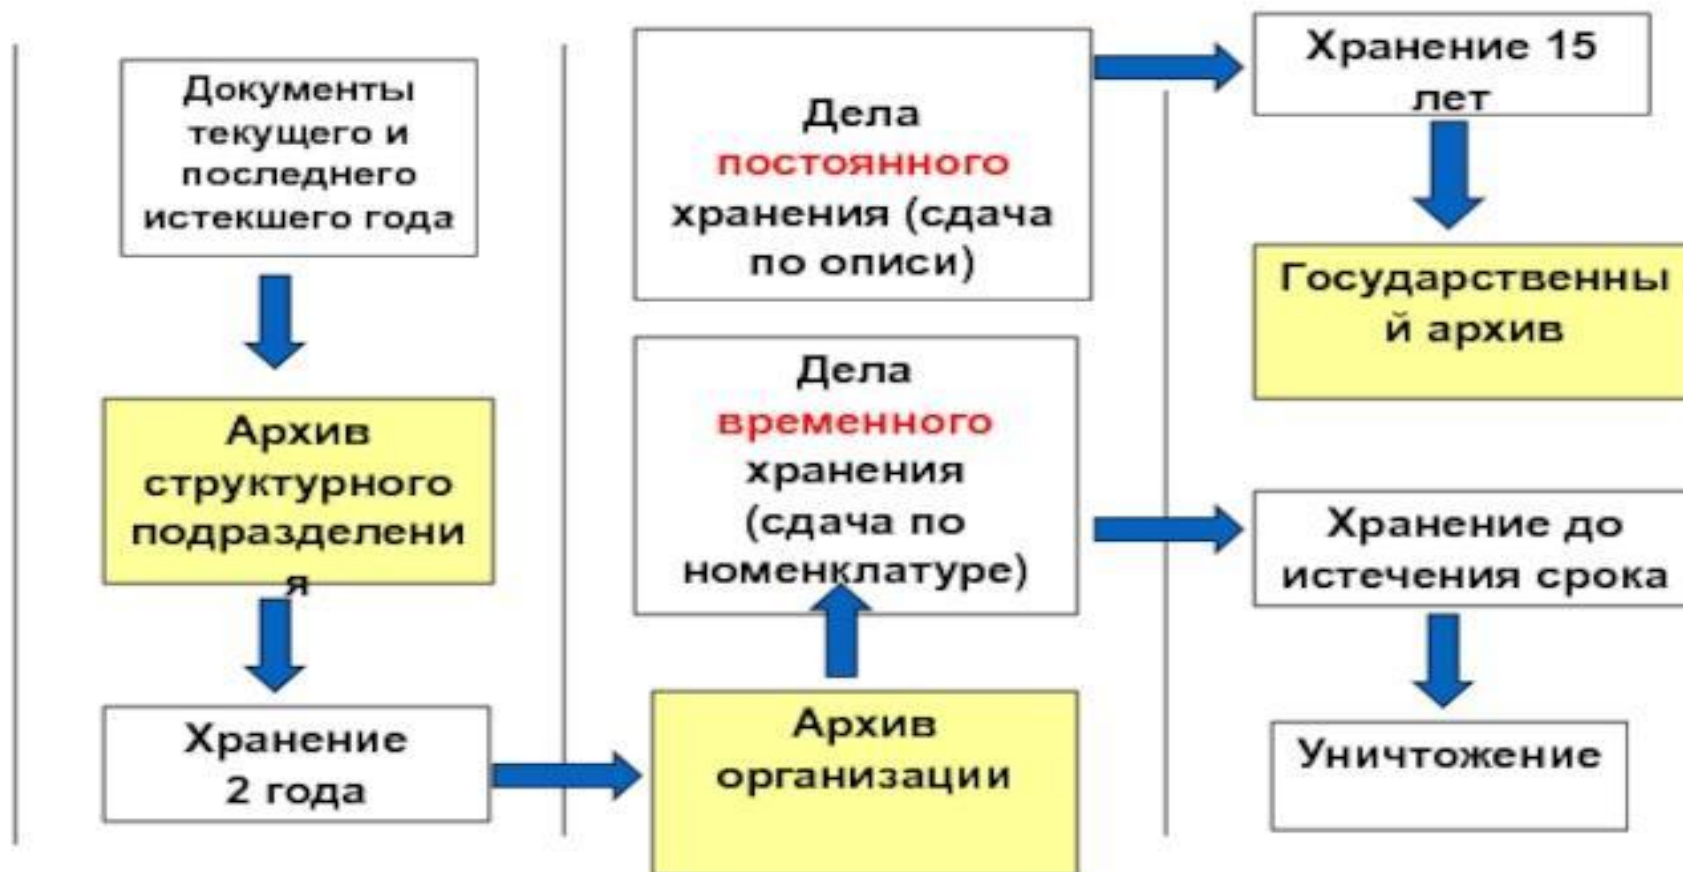 Документы
текущего и
последнего
истекшего года
Архив
структурного
подразделени
я
Хранение
2 года
Дела
постоянного
хранения (сдача
по описи)
Дела
временного
хранения
(сдача по
номенклатуре)
Архив
организации
Хранение 15
лет
Государственны
й архив
Хранение до
истечения срока
Уничтожение